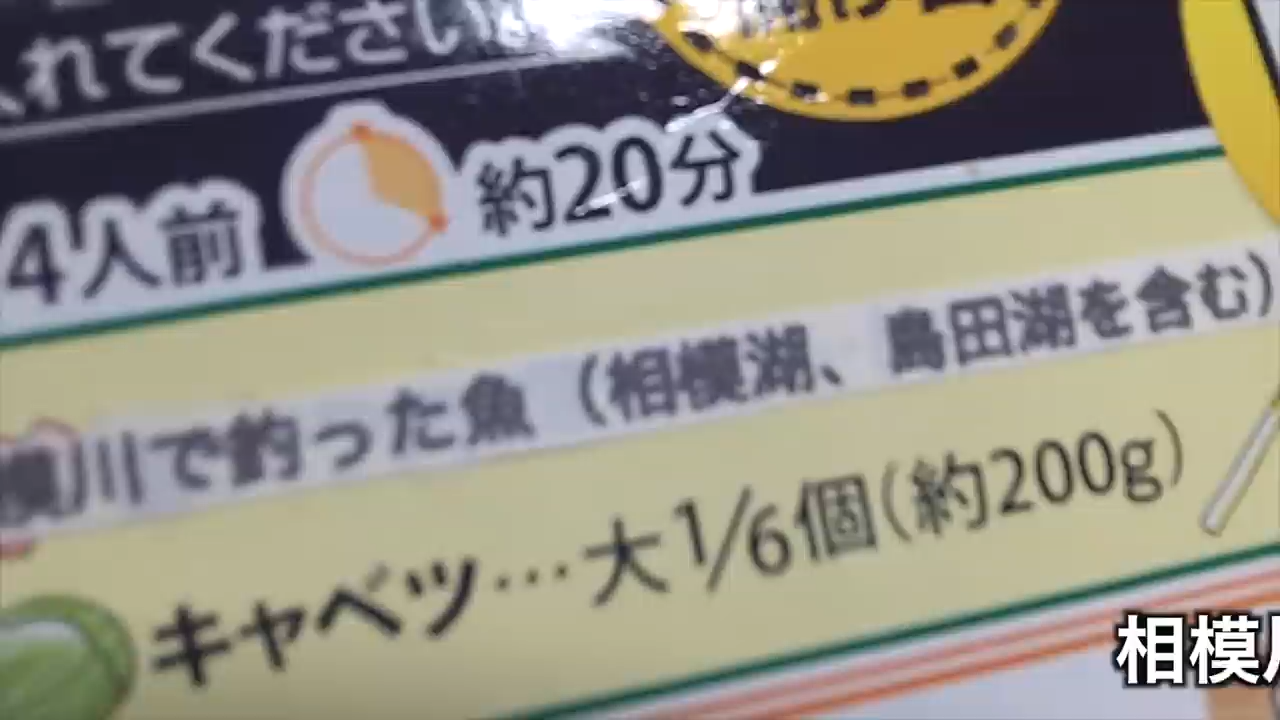 れてください
4人前 約20分
模川で釣った魚（相模湖、島田湖を含む）
キャベツ…大1/6個(約200g)
相模